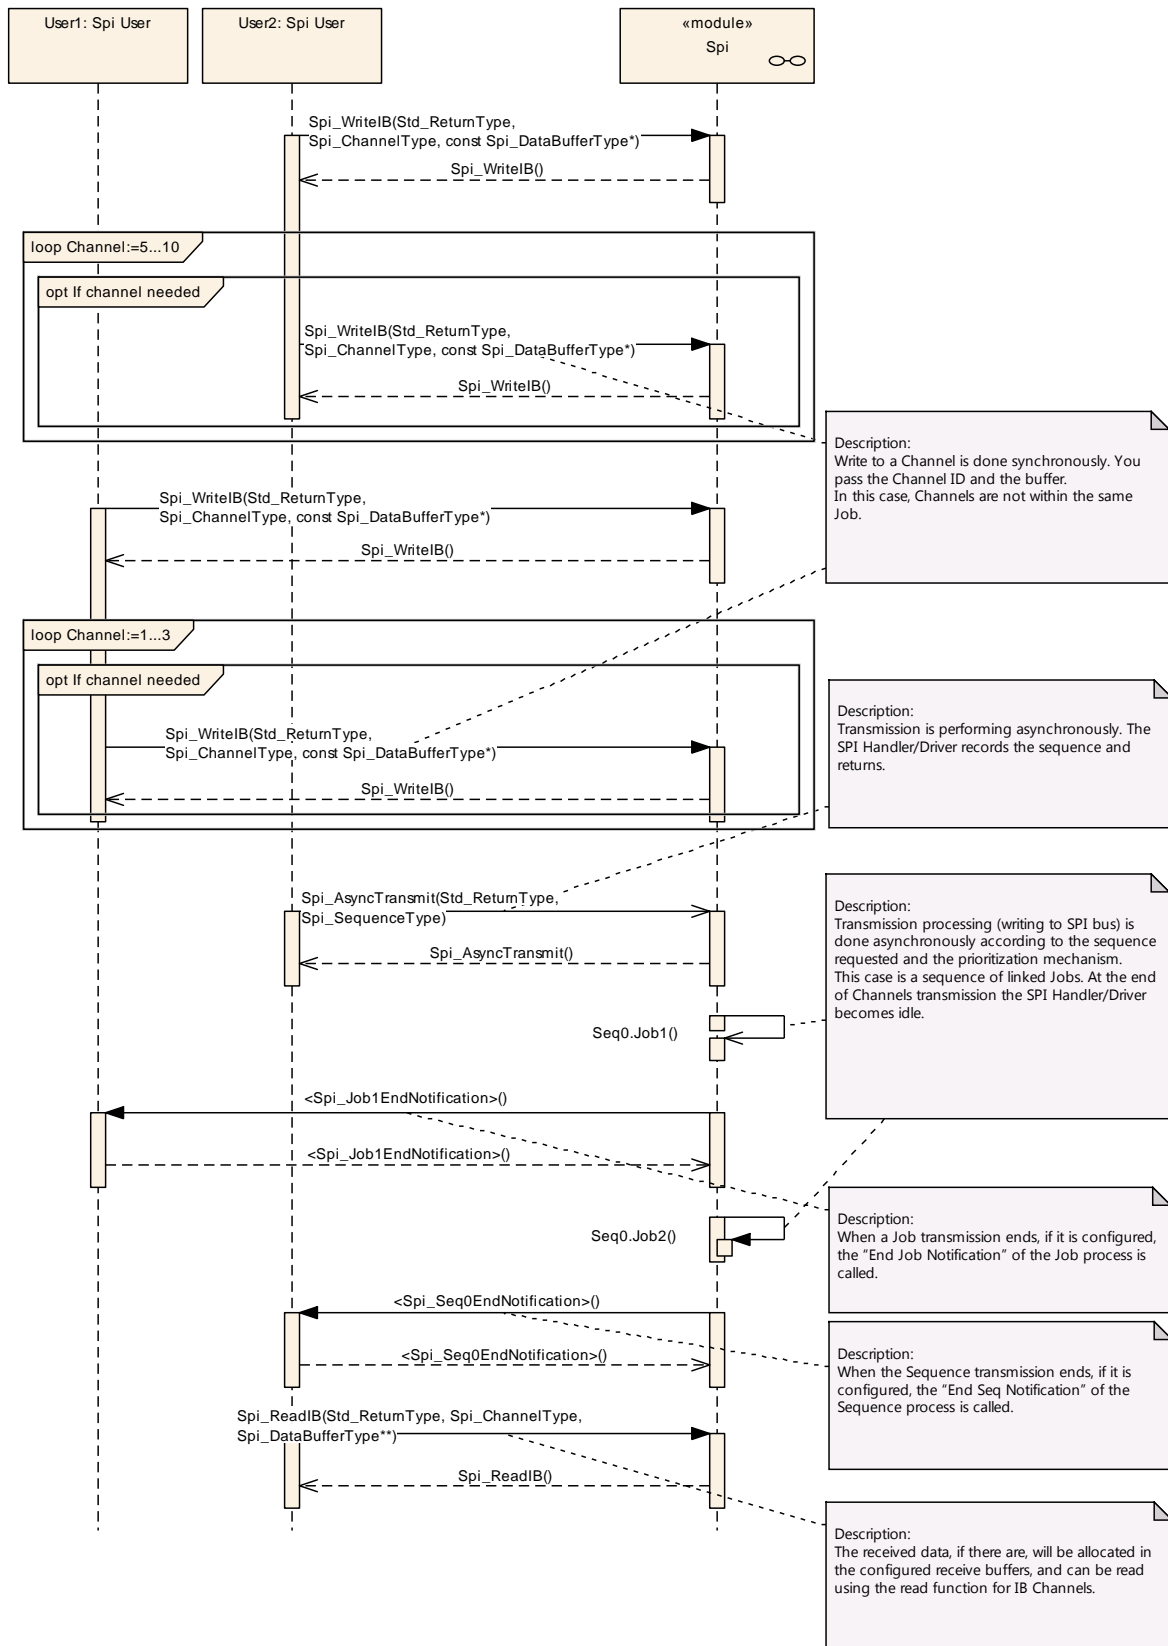 User1: Spi User
User2: Spi User
«module»
Spi
Spi_WriteIB(Std_ReturnType,
Spi_ChannelType, const Spi_DataBufferType*)
Spi_WriteIB()
loop Channel:=5...10
opt If channel needed
Spi_WriteIB(Std_ReturnType,
Spi_ChannelType, const Spi_DataBufferType*)
Spi_WriteIB()
Description:
Write to a Channel is done synchronously. You
pass the Channel ID and the buffer.
In this case, Channels are not within the same
Job.
Spi_WriteIB(Std_ReturnType,
Spi_ChannelType, const Spi_DataBufferType*)
Spi_WriteIB()
loop Channel:=1...3
opt If channel needed
Spi_WriteIB(Std_ReturnType,
Spi_ChannelType, const Spi_DataBufferType*)
Spi_WriteIB()
Description:
Transmission is performing asynchronously. The
SPI Handler/Driver records the sequence and
returns.
Spi_AsyncTransmit(Std_ReturnType,
Spi_SequenceType)
Spi_AsyncTransmit()
Description:
Transmission processing (writing to SPI bus) is
done asynchronously according to the sequence
requested and the prioritization mechanism.
This case is a sequence of linked Jobs. At the end
of Channels transmission the SPI Handler/Driver
becomes idle.
Seq0.Job1()
<Spi_Job1EndNotification>()
<Spi_Job1EndNotification>()
Description:
When a Job transmission ends, if it is configured,
the “End Job Notification” of the Job process is
called.
Seq0.Job2()
<Spi_Seq0EndNotification>()
<Spi_Seq0EndNotification>()
Description:
When the Sequence transmission ends, if it is
configured, the “End Seq Notification” of the
Sequence process is called.
Spi_ReadIB(Std_ReturnType, Spi_ChannelType,
Spi_DataBufferType**)
Spi_ReadIB()
Description:
The received data, if there are, will be allocated in
the configured receive buffers, and can be read
using the read function for IB Channels.